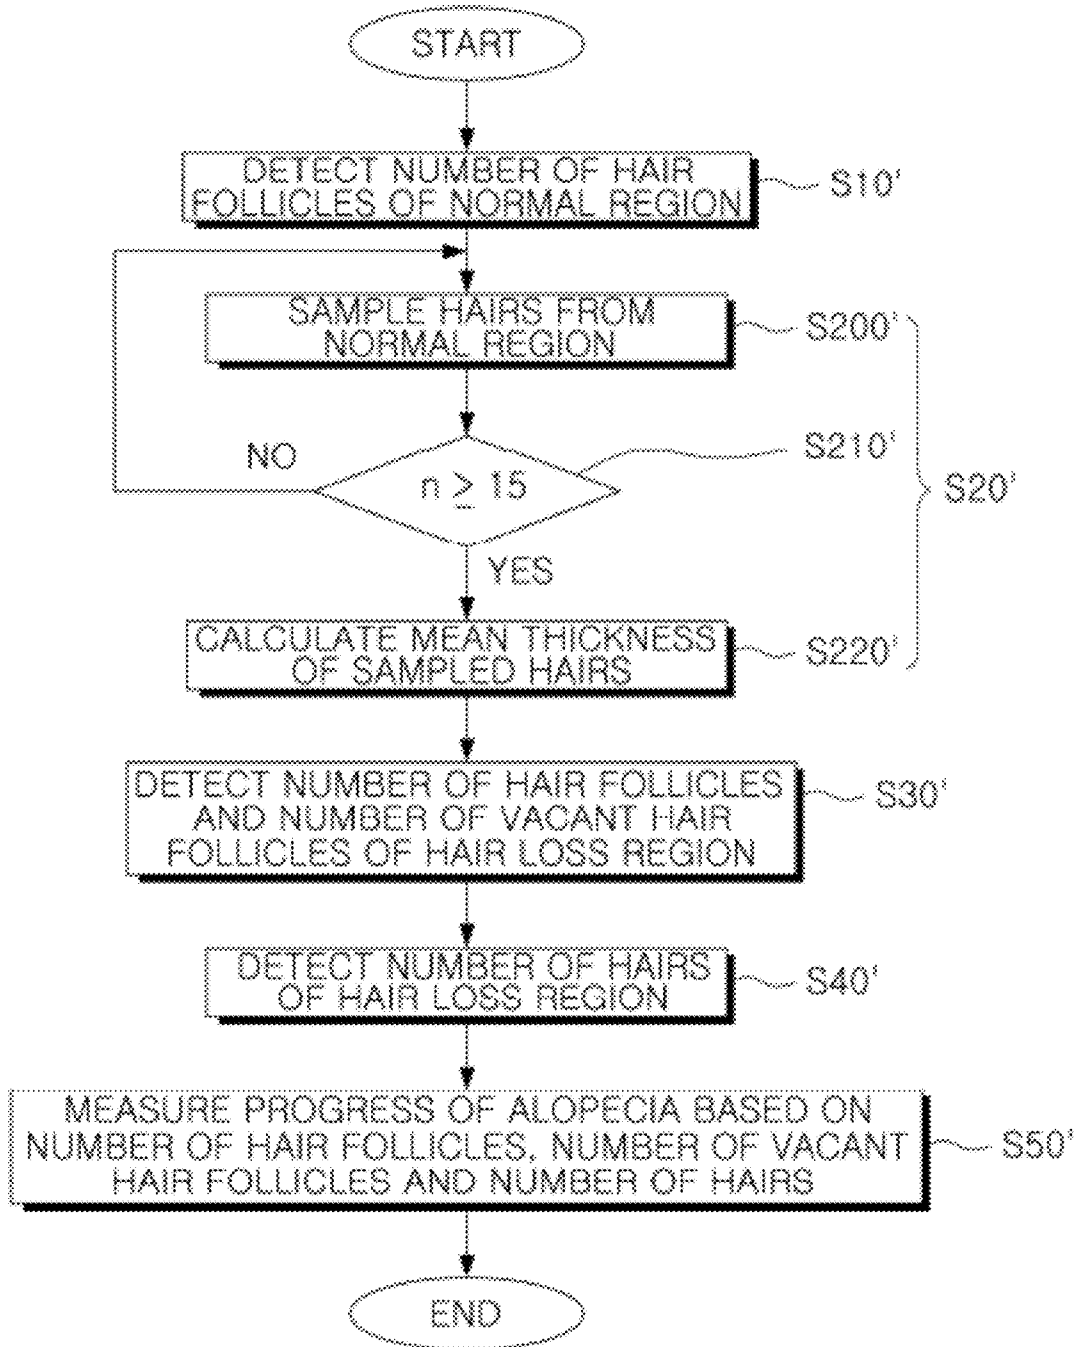 START
DETECT NUMBER OF HAIR
FOLLICLES OF NORMAL REGION
S10'
SAMPLE HAIRS FROM
NORMAL REGION
S200'
NO
n ≥ 15
S210'
S20'
YES
CALCULATE MEAN THICKNESS
OF SAMPLED HAIRS
S220'
DETECT NUMBER OF HAIR FOLLICLES
AND NUMBER OF VACANT HAIR
FOLLICLES OF HAIR LOSS REGION
S30'
DETECT NUMBER OF HAIRS
OF HAIR LOSS REGION
S40'
MEASURE PROGRESS OF ALOPECIA BASED ON
NUMBER OF HAIR FOLLICLES, NUMBER OF VACANT
HAIR FOLLICLES AND NUMBER OF HAIRS
S50'
END